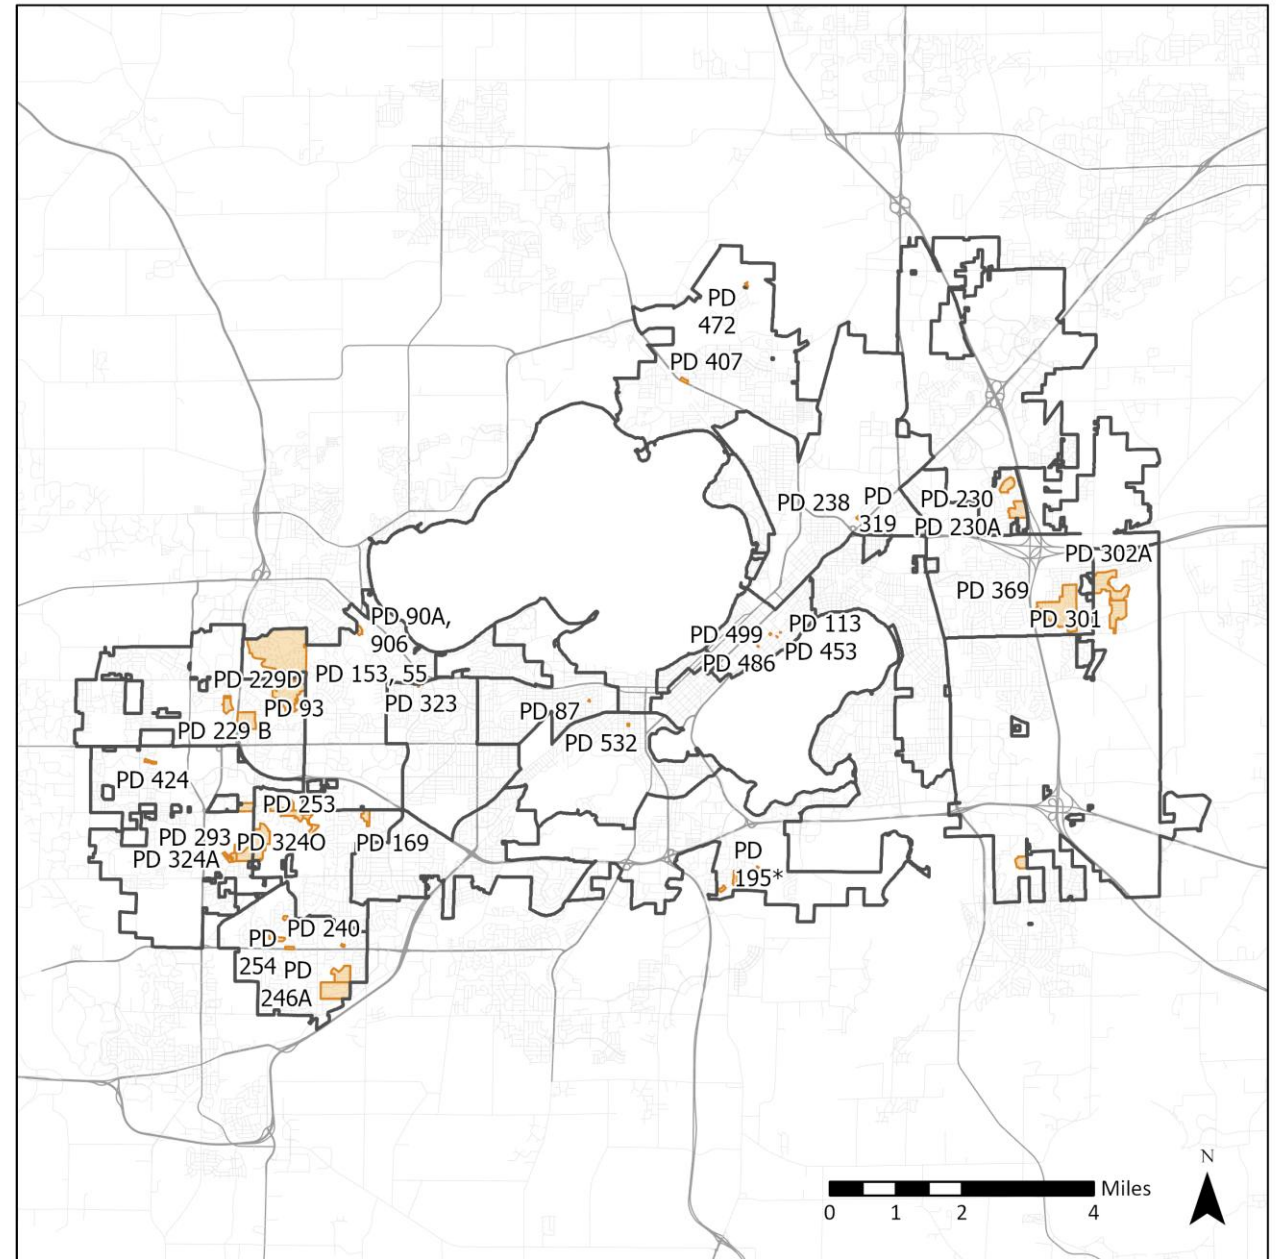 PD
472
PD 407
PD 238
PD
319
PD 230
PD 230A
PD 302A
PD 369
PD 301
PD 90A,
906
PD 499
PD 113
PD 486
PD 453
PD 229D
PD 153, 55
PD 93
PD 323
PD 87
PD 229 B
PD 532
PD 424
PD 253
PD 293
PD 324O
PD 169
PD 324A
PD
195*
PD 240
PD
254
PD
246A
Miles
0 1 2 4
N